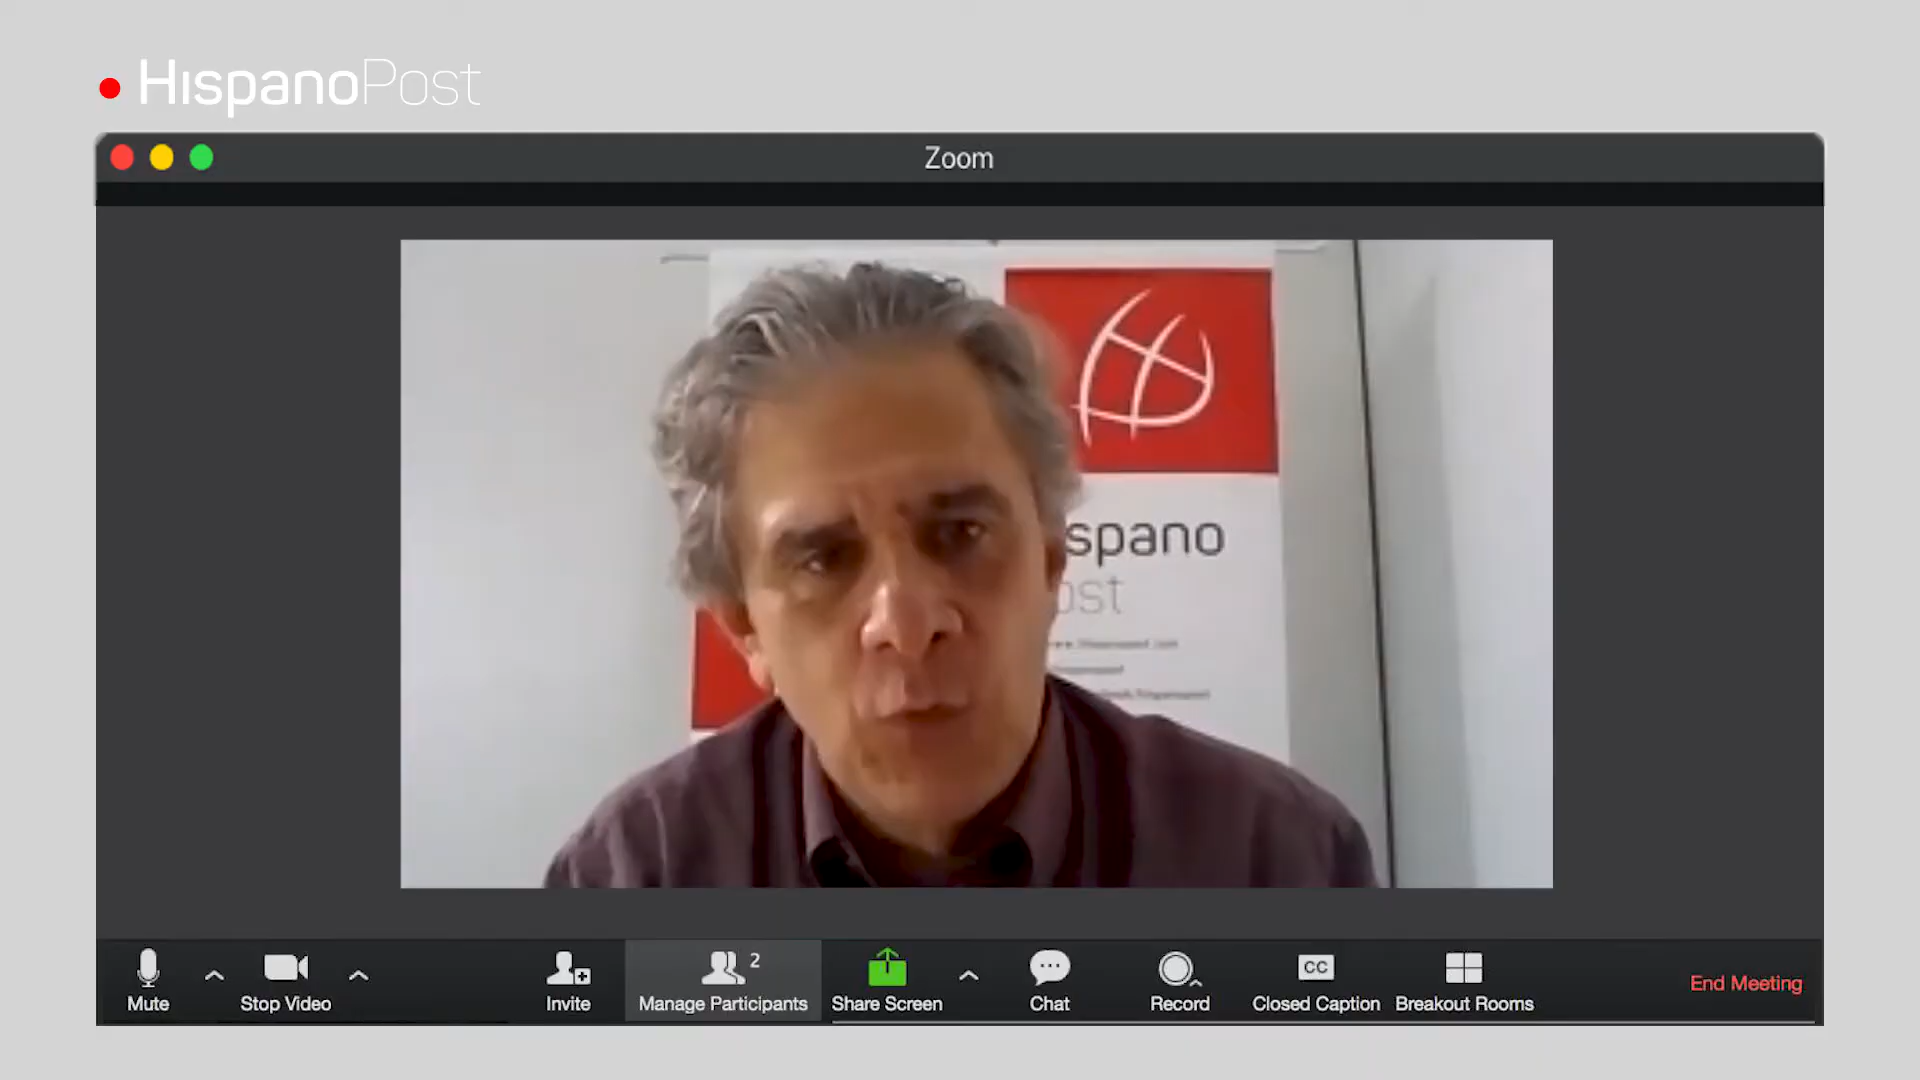 HispanoPost
Zoom
spano
ost
Mute
Stop Video
Invite
Manage Participants
2
Share Screen
Chat
Record
CC
Closed Caption
Breakout Rooms
End Meeting